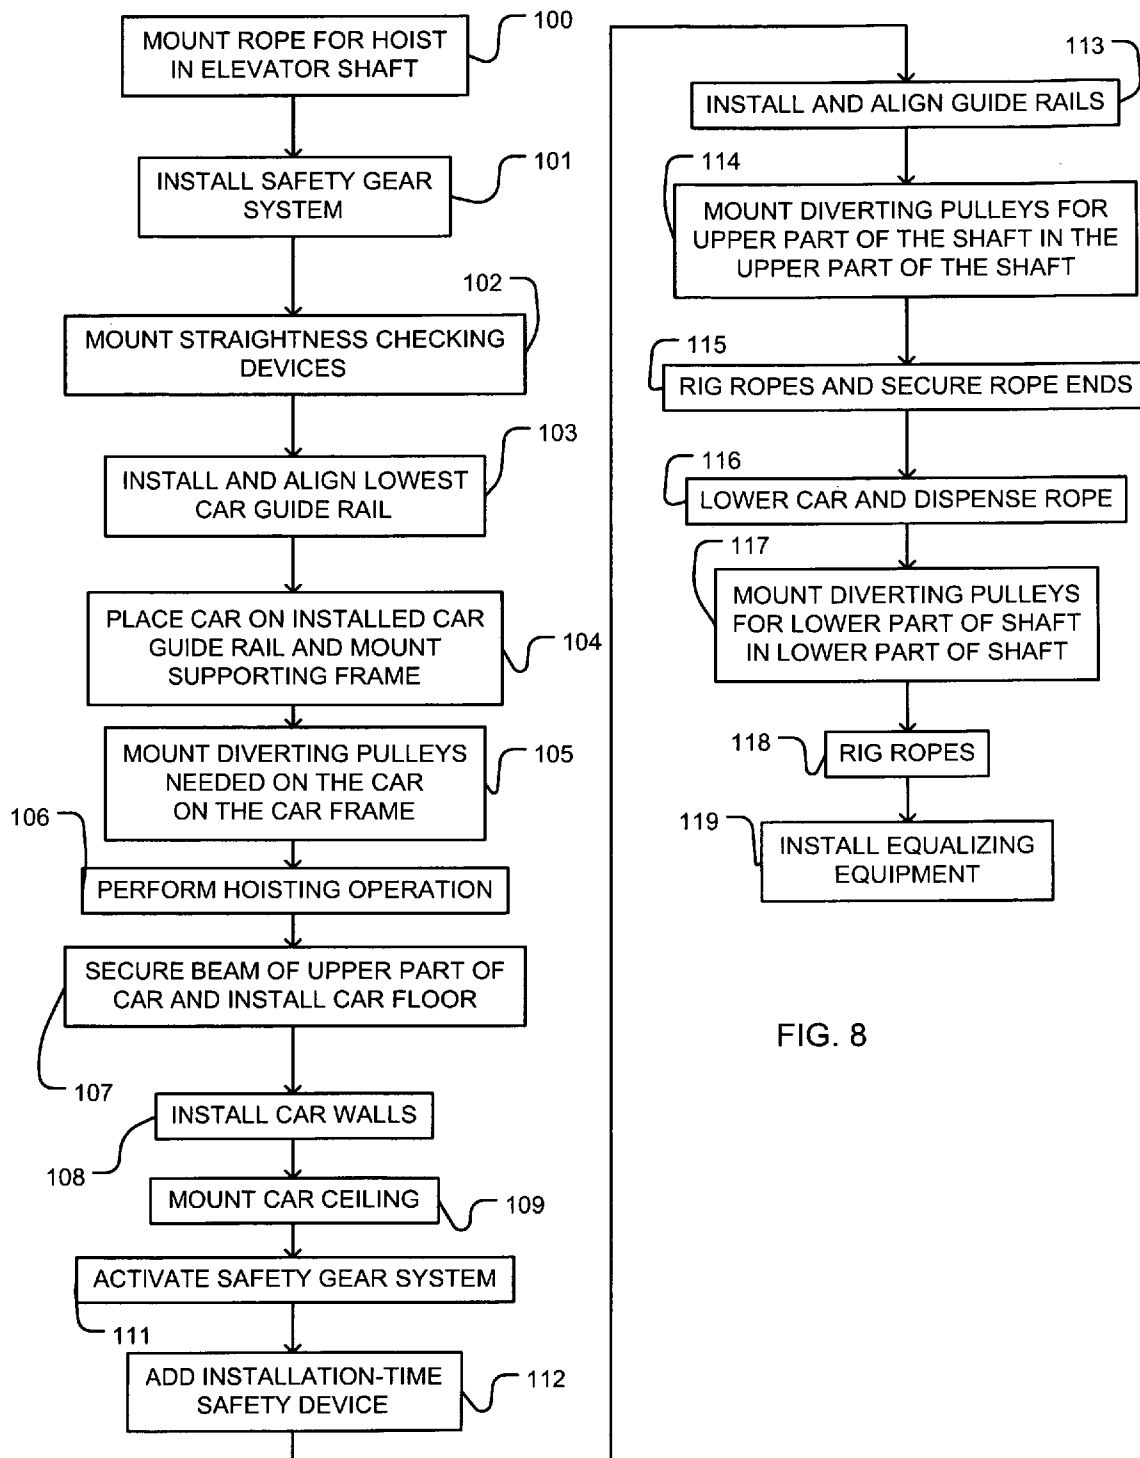 MOUNT ROPE FOR HOIST
IN ELEVATOR SHAFT
100
INSTALL SAFETY GEAR
SYSTEM
101
MOUNT STRAIGHTNESS CHECKING
DEVICES
102
INSTALL AND ALIGN LOWEST
CAR GUIDE RAIL
103
PLACE CAR ON INSTALLED CAR
GUIDE RAIL AND MOUNT
SUPPORTING FRAME
104
MOUNT DIVERTING PULLEYS
NEEDED ON THE CAR
ON THE CAR FRAME
105
106
PERFORM HOISTING OPERATION
SECURE BEAM OF UPPER PART OF
CAR AND INSTALL CAR FLOOR
107
INSTALL CAR WALLS
108
MOUNT CAR CEILING
109
ACTIVATE SAFETY GEAR SYSTEM
111
ADD INSTALLATION-TIME
SAFETY DEVICE
112
113
INSTALL AND ALIGN GUIDE RAILS
114
MOUNT DIVERTING PULLEYS FOR
UPPER PART OF THE SHAFT IN THE
UPPER PART OF THE SHAFT
115
RIG ROPES AND SECURE ROPE ENDS
116
LOWER CAR AND DISPENSE ROPE
117
MOUNT DIVERTING PULLEYS
FOR LOWER PART OF SHAFT
IN LOWER PART OF SHAFT
118
RIG ROPES
119
INSTALL EQUALIZING
EQUIPMENT
FIG. 8